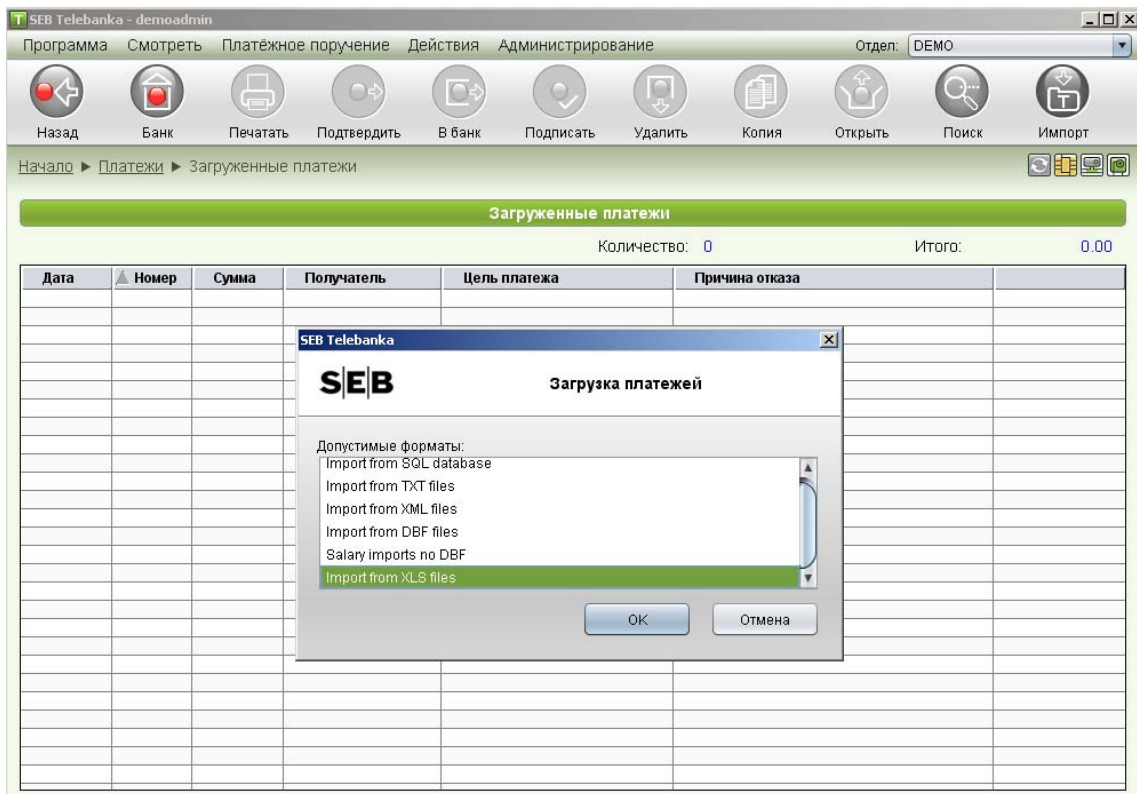 SEB Telebanka - demoadmin
Программа Смотреть Платёжное поручение Действия Администрирование Отдел: DEMO
Назад Банк Печатать Подтвердить В банк Подписать Удалить Копия Открыть Поиск Импорт
Начало ► Платежи ► Загруженные платежи
Загруженные платежи
Количество: 0 Итого: 0.00
Дата Номер Сумма Получатель Цель платежа Причина отказа
SEB Telebanka
SEB Загрузка платежей
Допустимые форматы:
Import from SQL database
Import from TXT files
Import from XML files
Import from DBF files
Salary imports no DBF
Import from XLS files
OK Отмена